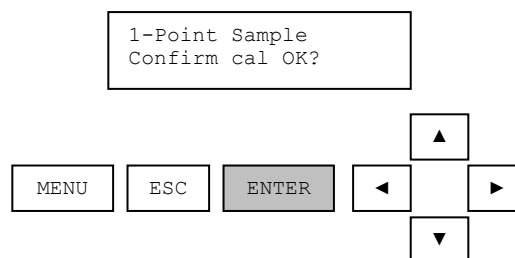 1-Point Sample
Confirm cal OK?
▲
MENU ESC ENTER ◄ ►
▼